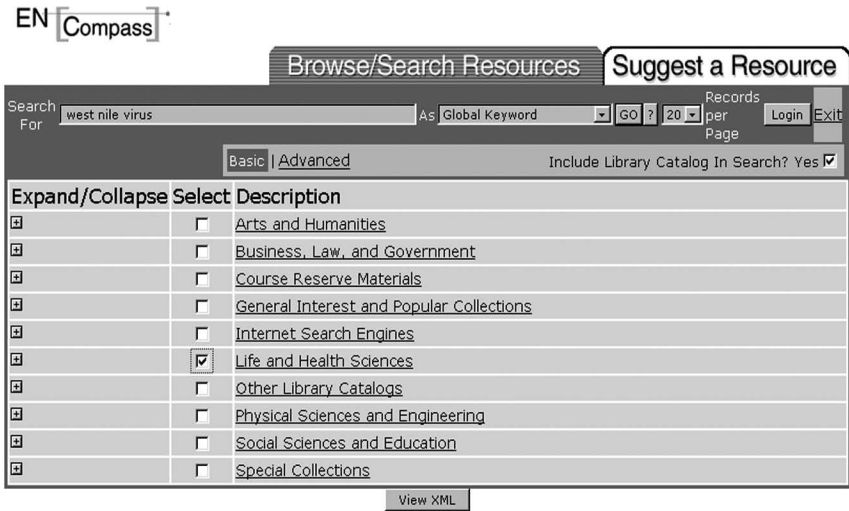 EN [Compass]
Browse/Search Resources Suggest a Resource
Search For west nile virus As Global Keyword GO ? 20 Records per Page Login Exit
Basic | Advanced Include Library Catalog In Search? Yes
Expand/Collapse Select Description
Arts and Humanities
Business, Law, and Government
Course Reserve Materials
General Interest and Popular Collections
Internet Search Engines
Life and Health Sciences
Other Library Catalogs
Physical Sciences and Engineering
Social Sciences and Education
Special Collections
View XML